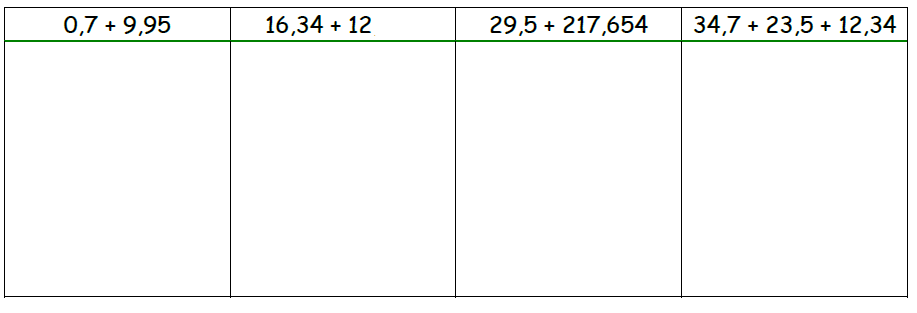 0,7 + 9,95
16,34 + 12
29,5 + 217,654
34,7 + 23,5 + 12,34